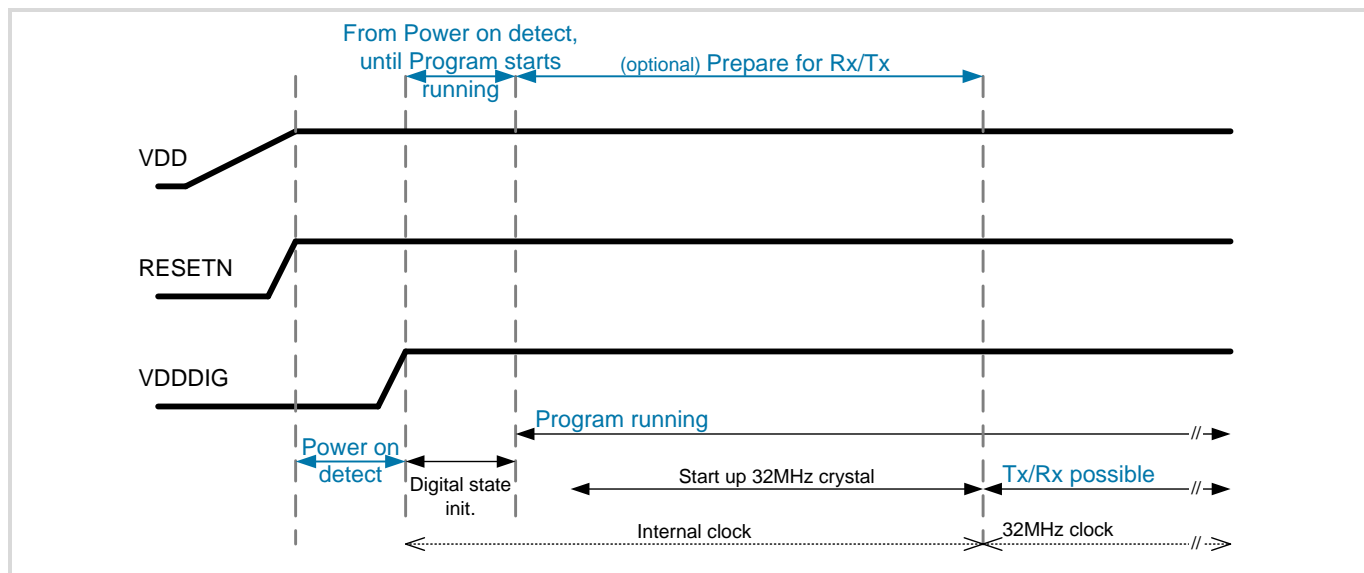 From Power on detect,
until Program starts
running
(optional) Prepare for Rx/Tx
VDD
RESETN
VDDDIG
Program running
//
Power on
detect
Digital state
init.
Start up 32MHz crystal
Tx/Rx possible
//
Internal clock
32MHz clock
//